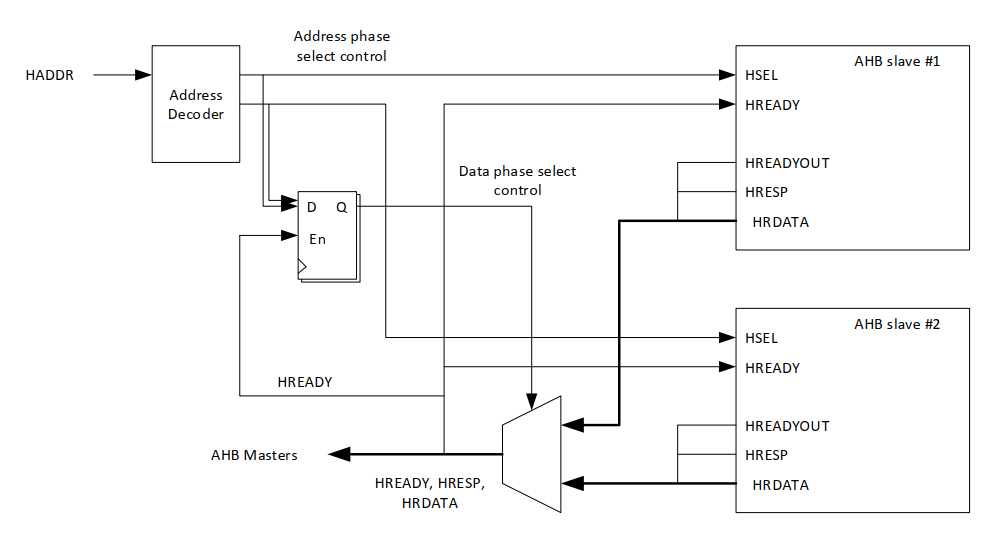 Address phase
select control
HADDR
Address
Decoder
AHB slave #1
HSEL
HREADY
HREADYOUT
HRESP
HRDATA
Data phase select
control
D Q
En
HREADY
AHB slave #2
HSEL
HREADY
HREADYOUT
HRESP
HRDATA
AHB Masters
HREADY, HRESP,
HRDATA